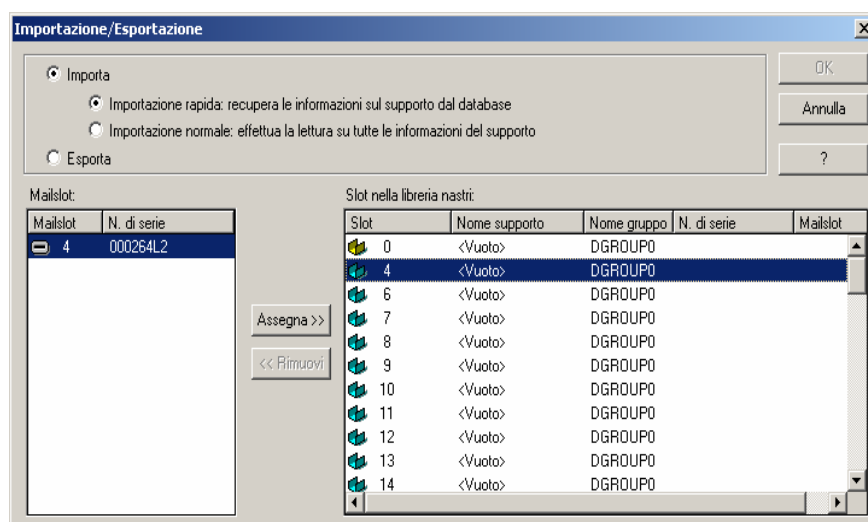 Importazione/Esportazione
Importa
OK
Importazione rapida: recupera le informazioni sul supporto dal database
Annulla
Importazione normale: effettua la lettura su tutte le informazioni del supporto
Esporta
?
Mailslot: Slot nella libreria nastri:
Mailslot N. di serie Slot Nome supporto Nome gruppo N. di serie Mailslot
4 000264L2 0 <Vuoto> DGROUP0
4 <Vuoto> DGROUP0
6 <Vuoto> DGROUP0
Assegna >> 7 <Vuoto> DGROUP0
8 <Vuoto> DGROUP0
<< Rimuovi 9 <Vuoto> DGROUP0
10 <Vuoto> DGROUP0
11 <Vuoto> DGROUP0
12 <Vuoto> DGROUP0
13 <Vuoto> DGROUP0
14 <Vuoto> DGROUP0